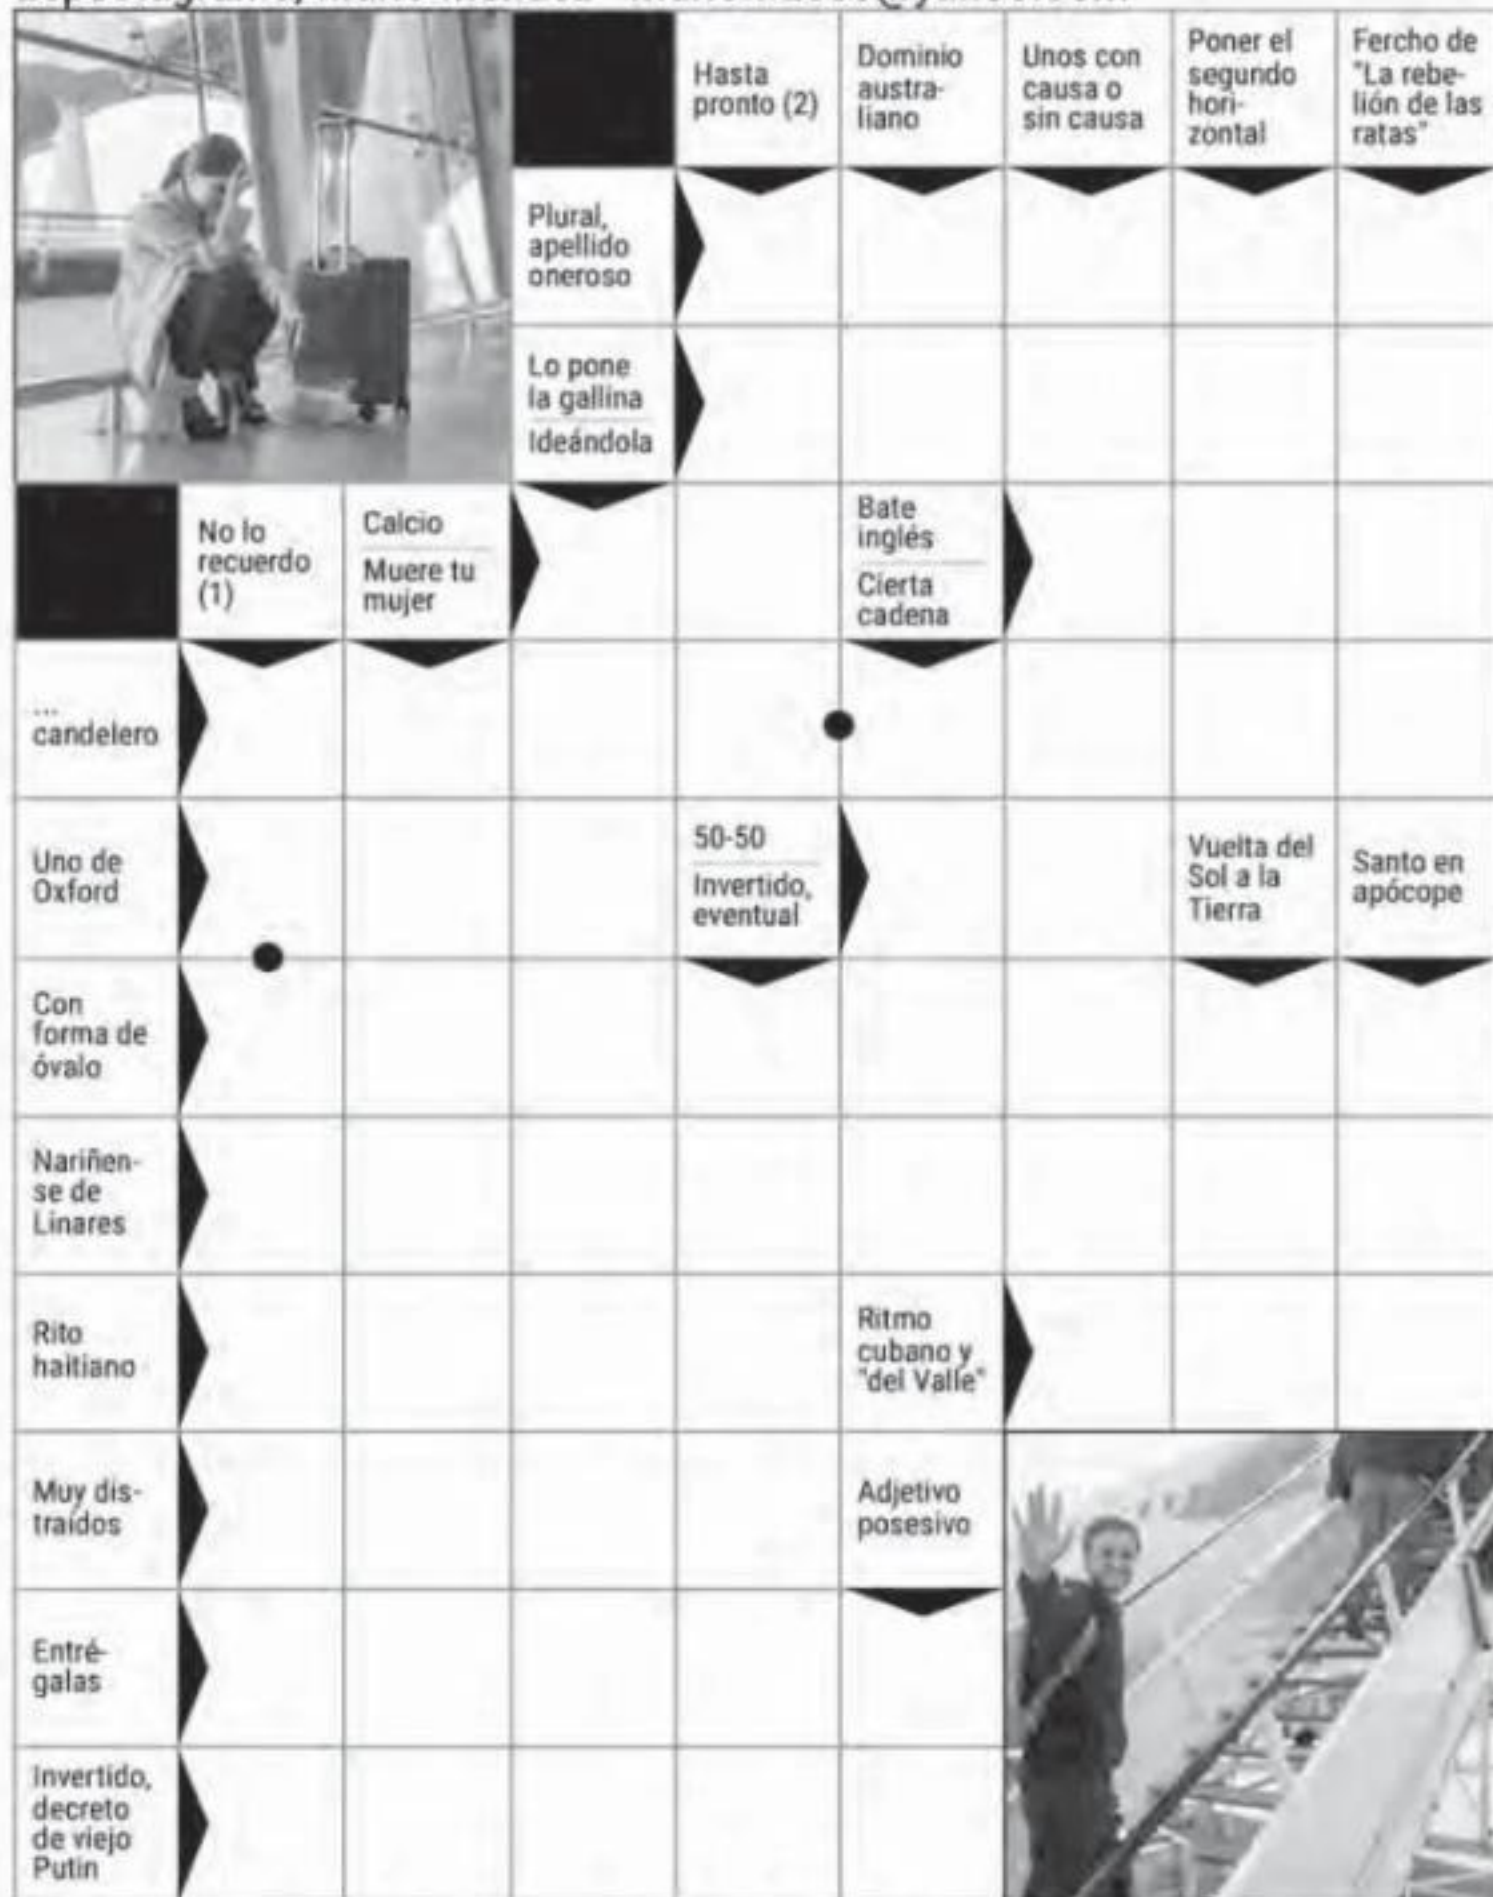 Hasta
pronto (2)
Dominio
austra-
liano
Unos con
causa o
sin causa
Poner el
segundo
hori-
zontal
Fercho de
"La rebe-
lión de las
ratas"
Plural,
apellido
oneroso
Lo pone
la gallina
Ideándola
No lo
recuerdo
(1)
Calcio
Muere tu
mujer
Bate
inglés
Cierta
cadena
...
candelero
Uno de
Oxford
50-50
Invertido,
eventual
Vuelta del
Sol a la
Tierra
Santo en
apócope
Con
forma de
óvalo
Nariñen-
se de
Linares
Rito
haitiano
Ritmo
cubano y
"del Valle"
Muy dis-
traídos
Adjetivo
posesivo
Entré-
galas
Invertido,
decreto
de viejo
Putin